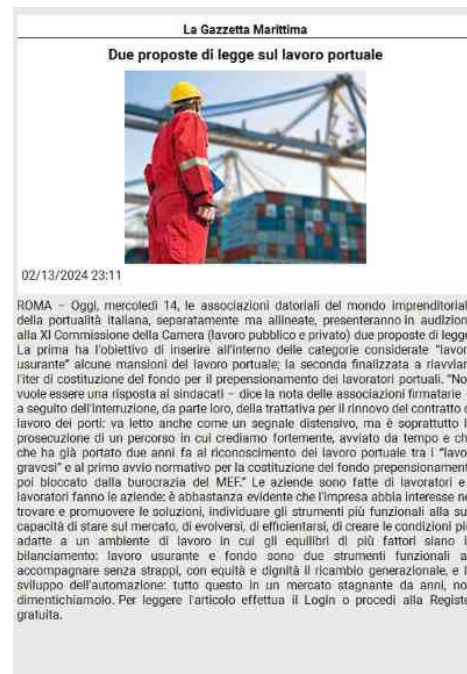 La Gazzetta Marittima
Due proposte di legge sul lavoro portuale
02/13/2024 23:11
ROMA – Oggi, mercoledì 14, le associazioni datoriali del mondo imprenditorial
della portualità italiana, separatamente ma allineate, presenteranno in audizion
alla XI Commissione della Camera (lavoro pubblico e privato) due proposte di legge
La prima ha l'obiettivo di inserire all'interno delle categorie considerate "lavor
usurante" alcune mansioni del lavoro portuale; la seconda finalizzata a riavviar
l'iter di costituzione del fondo per il prepensionamento dei lavoratori portuali. "No
vuole essere una risposta ai sindacati – dice la nota delle associazioni firmatarie –
a seguito dell'interruzione, da parte loro, della trattativa per il rinnovo del contratto d
lavoro dei porti: va letto anche come un segnale distensivo, ma è soprattutto l
prosecuzione di un percorso in cui crediamo fortemente, avviato da tempo e ch
che ha già portato due anni fa al riconoscimento del lavoro portuale tra i "lavo
gravosi" e al primo avvio normativo per la costituzione del fondo prepensionament
poi bloccato dalla burocrazia del MEF." Le aziende sono fatte di lavoratori e
lavoratori fanno le aziende: è abbastanza evidente che l'impresa abbia interesse ne
trovare e promuovere le soluzioni, individuare gli strumenti più funzionali alla su
capacità di stare sul mercato, di evolversi, di efficientarsi, di creare le condizioni pi
adatte a un ambiente di lavoro in cui gli equilibri di più fattori siano i
bilanciamento: lavoro usurante e fondo sono due strumenti funzionali a
accompagnare senza strappi, con equità e dignità il ricambio generazionale, e l
sviluppo dell'automazione: tutto questo in un mercato stagnante da anni, no
dimentichiamolo. Per leggere l'articolo effettua il Login o procedi alla Registr
gratuita.